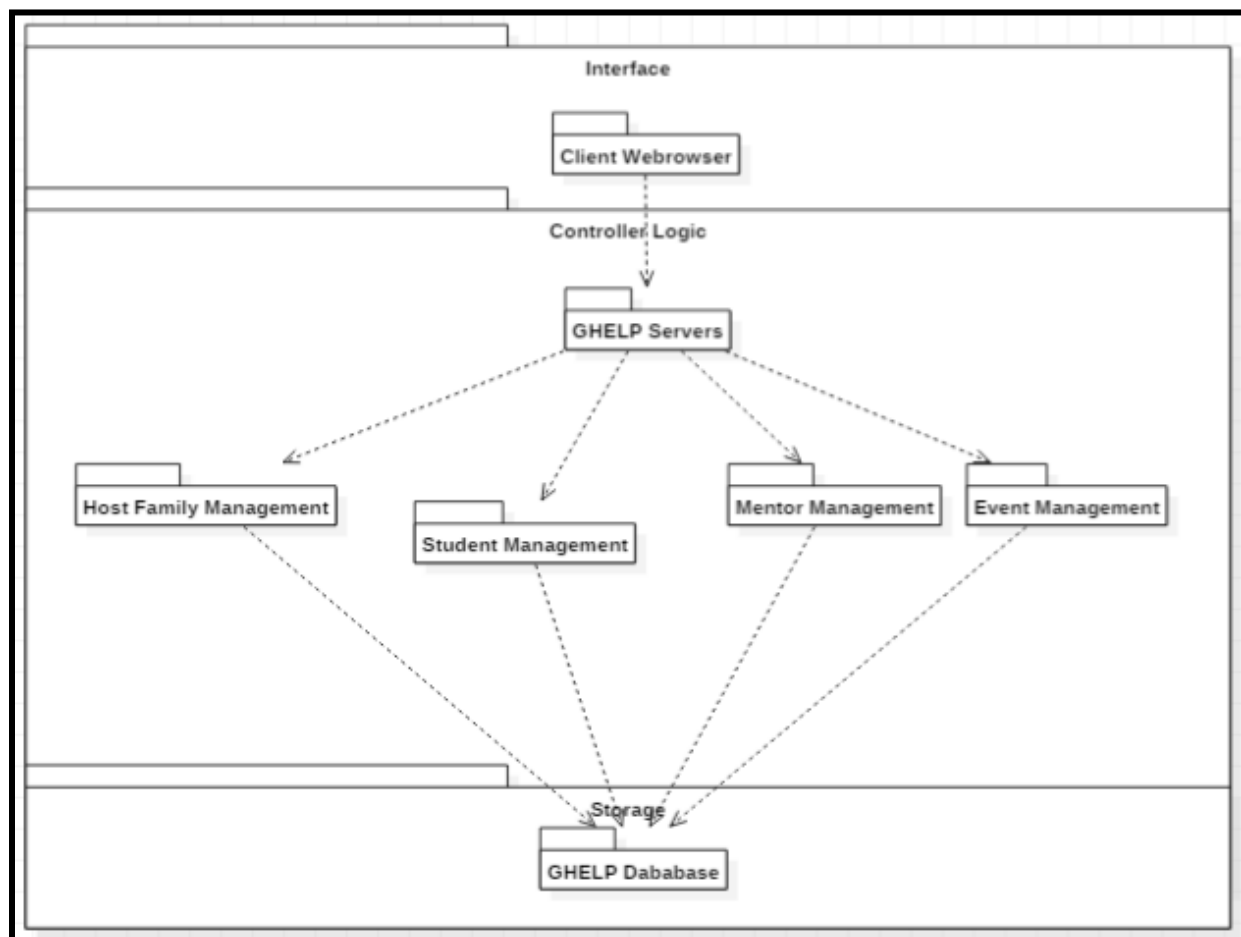 Interface
Client Webrowser
Controller Logic
GHELP Servers
Host Family Management
Student Management
Mentor Management
Event Management
Storage
GHELP Dababase